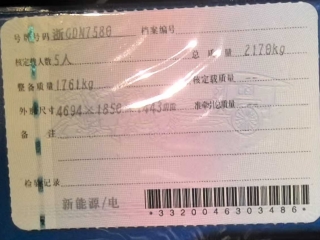 号牌号码 浙GDN7580 档案编号
核定载人数 5人 总质量 2170kg
整备质量 1761kg 核定载质量 --
外廓尺寸 4694×1850×1443mm 准牵引总质量 --
备注
检验记录
新能源/电
*3320046303486*